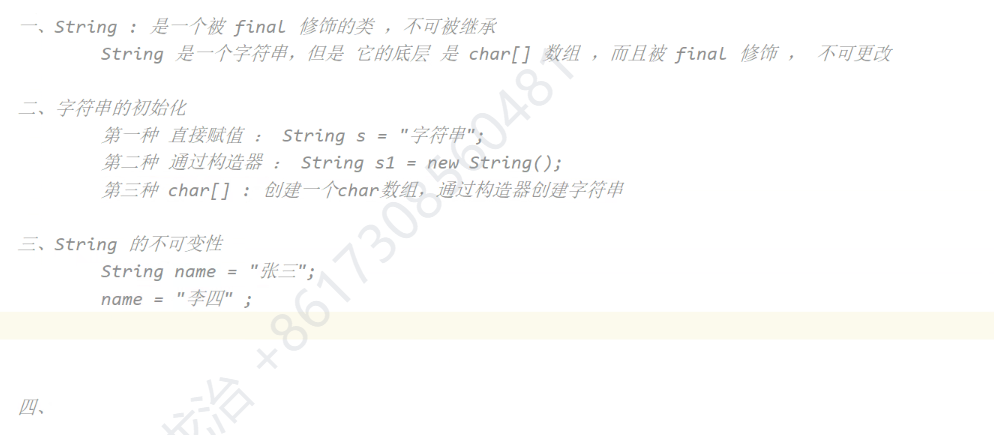 一、String : 是一个被 final 修饰的类 ，不可被继承
String 是一个字符串，但是 它的底层 是 char[] 数组 ，而且被 final 修饰 ， 不可更改
二、字符串的初始化
第一种 直接赋值 ： String s = "字符串";
第二种 通过构造器 ： String s1 = new String();
第三种 char[] : 创建一个char数组，通过构造器创建字符串
三、String 的不可变性
String name = "张三";
name = "李四" ;
四、
治 +8617308560481